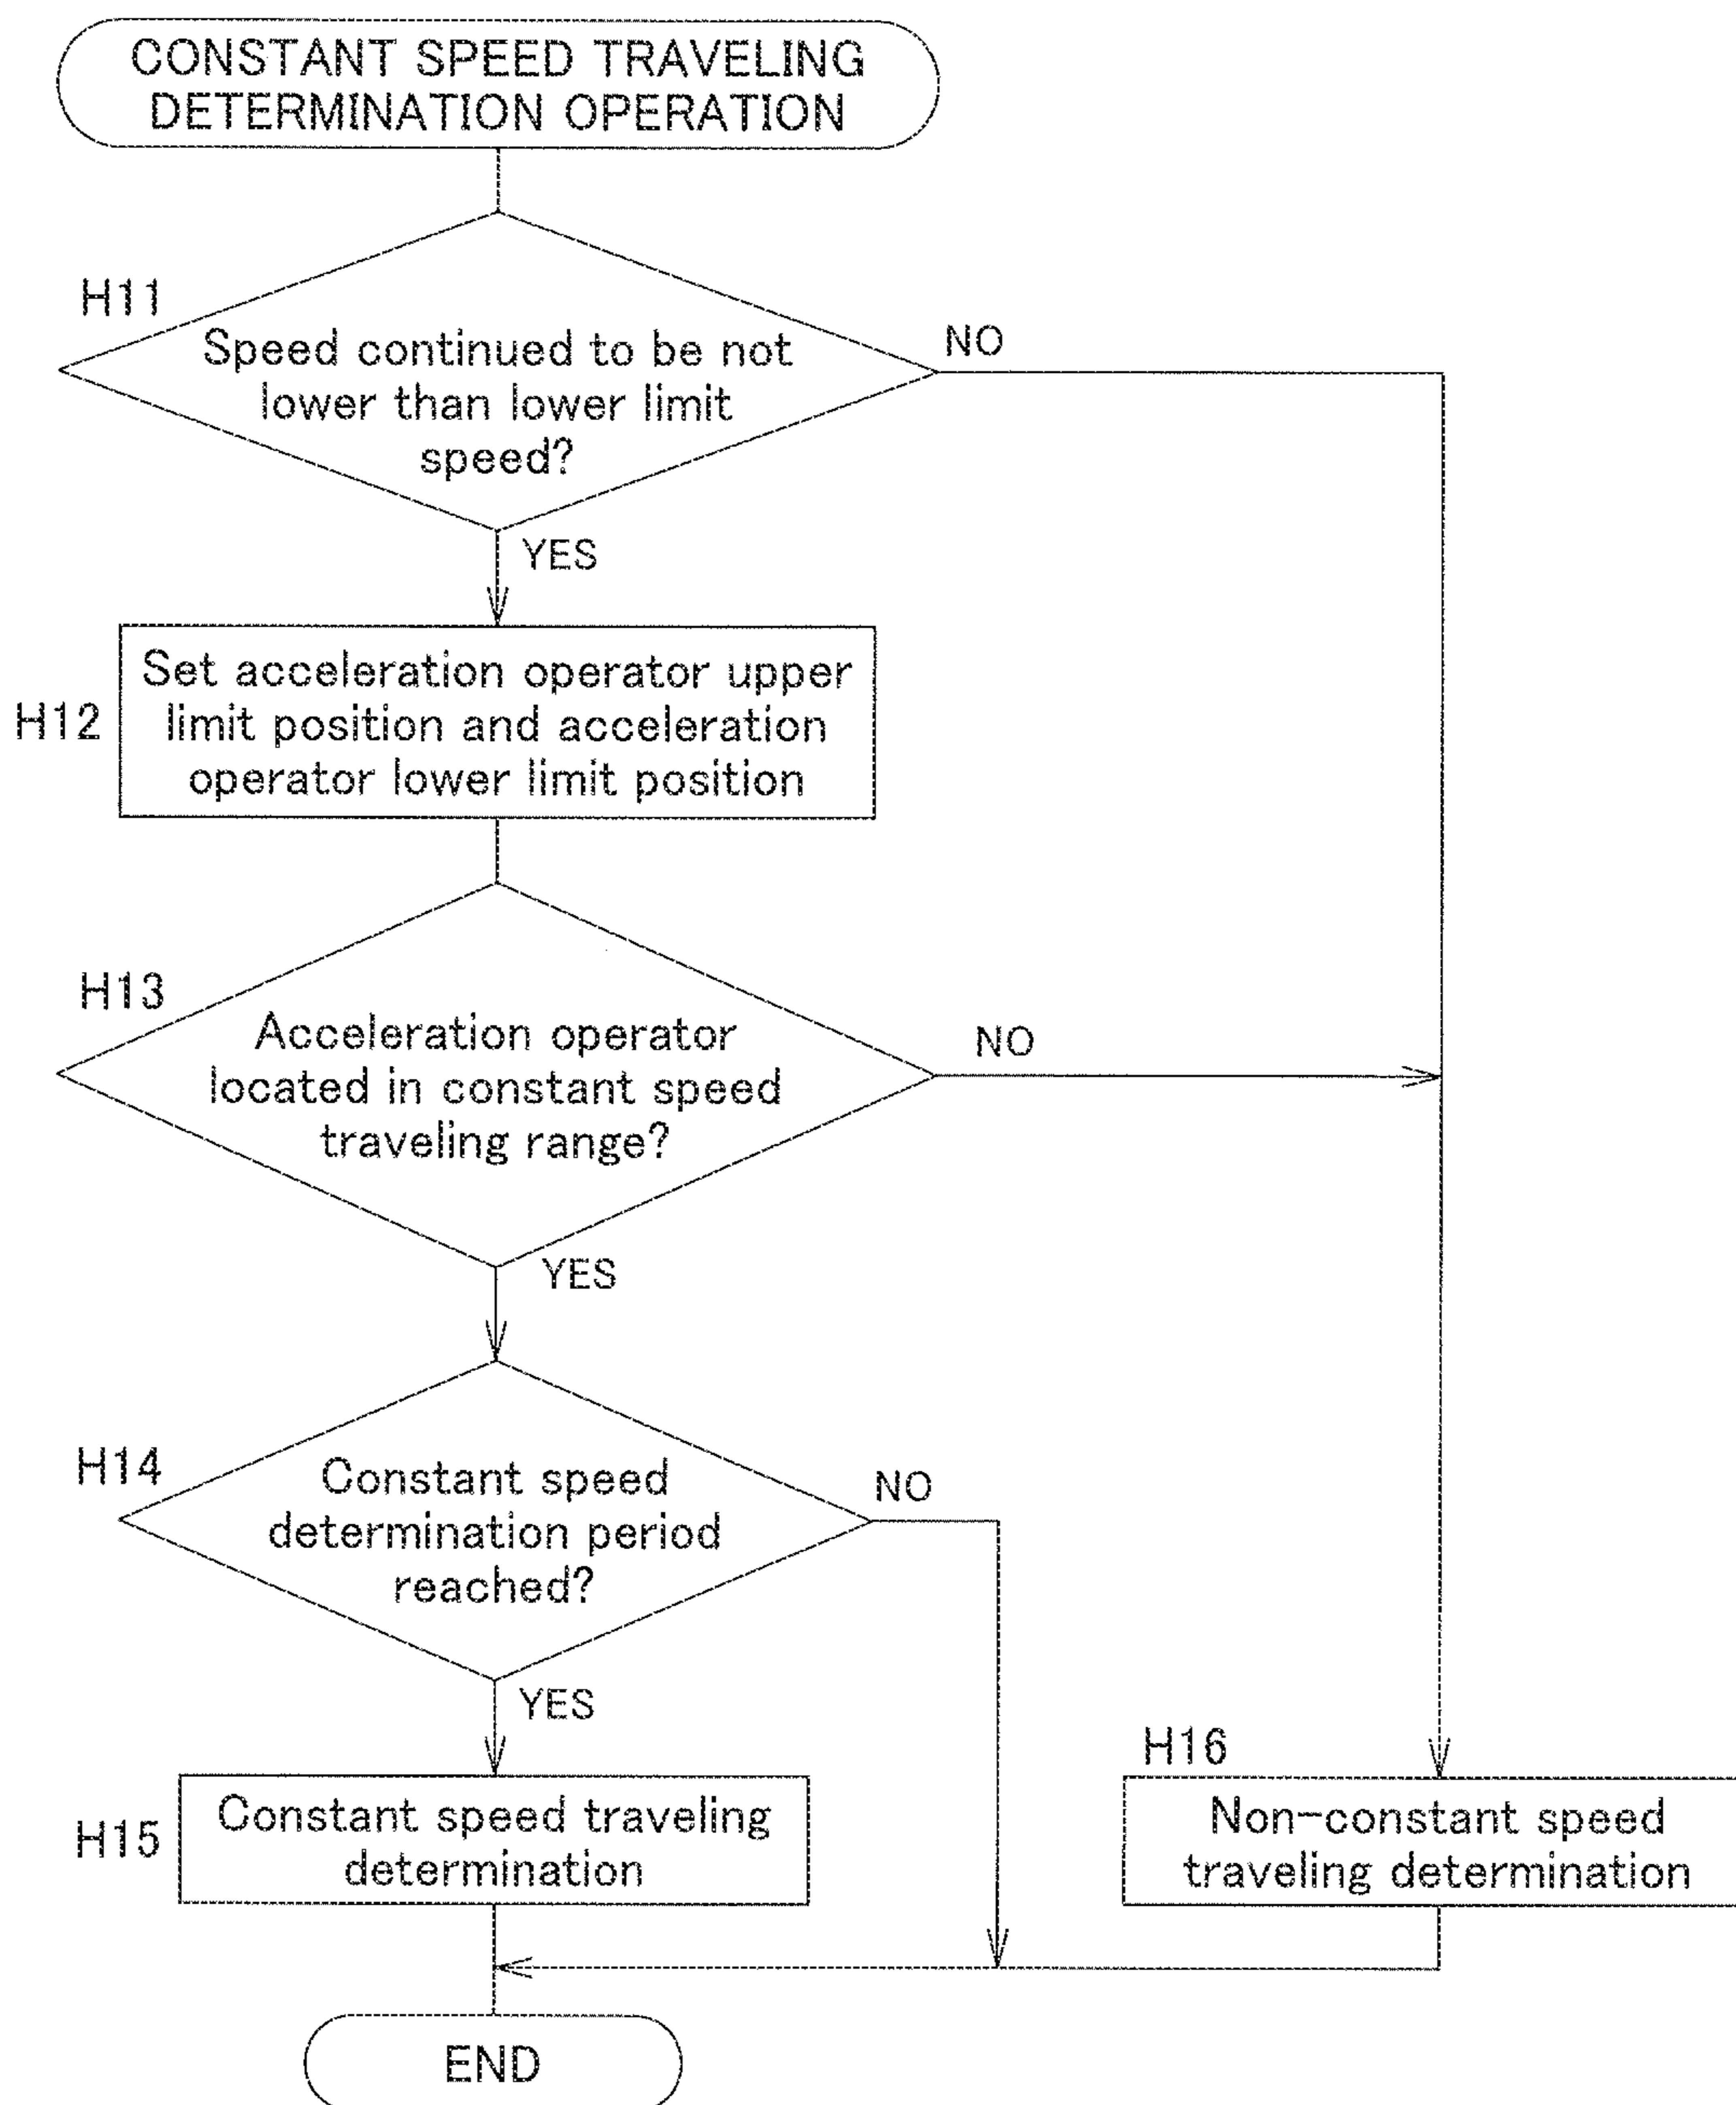 CONSTANT SPEED TRAVELING
DETERMINATION OPERATION
H11
Speed continued to be not
lower than lower limit
speed?
NO
YES
H12
Set acceleration operator upper
limit position and acceleration
operator lower limit position
H13
Acceleration operator
located in constant speed
traveling range?
NO
YES
H14
Constant speed
determination period
reached?
NO
YES
H15
Constant speed traveling
determination
H16
Non-constant speed
traveling determination
END